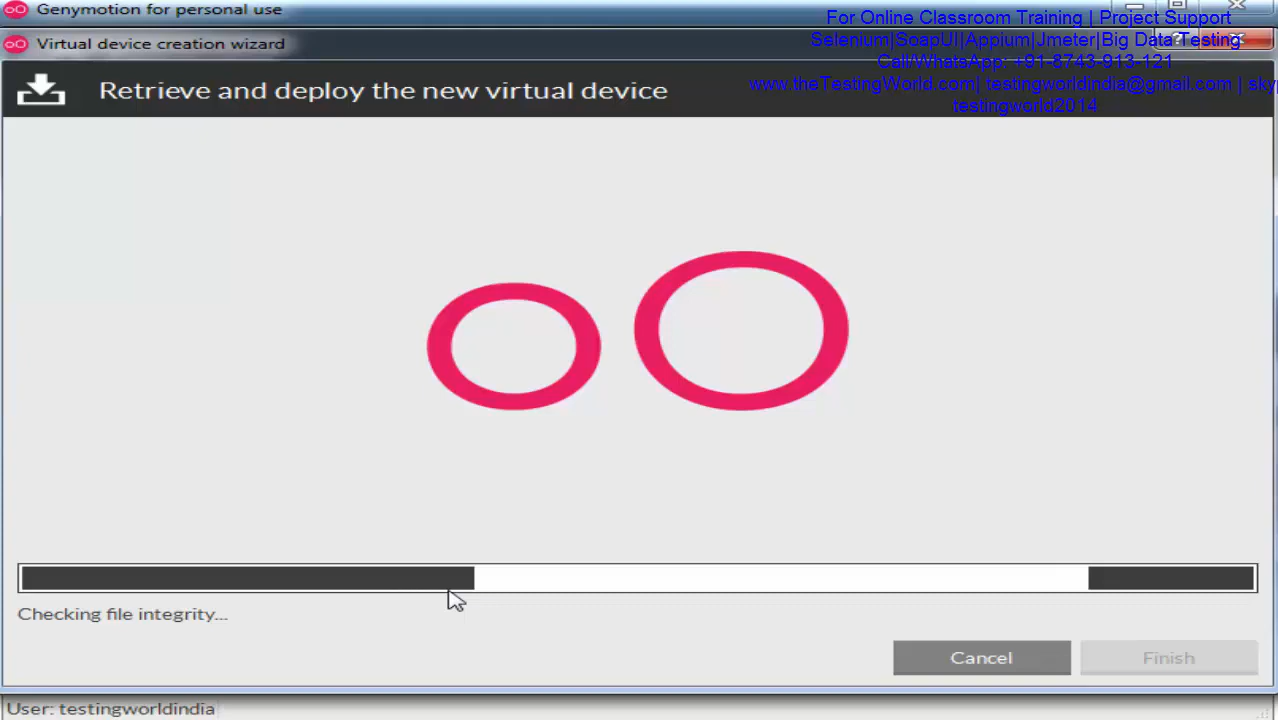 Genymotion for personal use
For Online Classroom Training | Project Support
Virtual device creation wizard
Selenium|SoapUI|Appium|Jmeter|Big Data Testing
Call/WhatsApp: +91-8743-913-121
Retrieve and deploy the new virtual device
www.theTestingWorld.com| testingworldindia@gmail.com | skyp
testingworld2014
Checking file integrity...
Cancel
Finish
User: testingworldindia